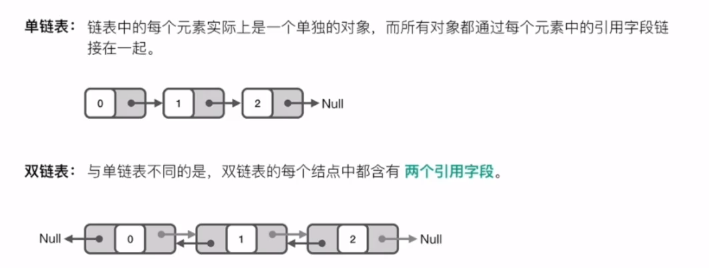 单链表：链表中的每个元素实际上是一个单独的对象，而所有对象都通过每个元素中的引用字段链
接在一起。
0 1 2 Null
双链表：与单链表不同的是，双链表的每个结点中都含有 两个引用字段。
Null 0 1 2 Null